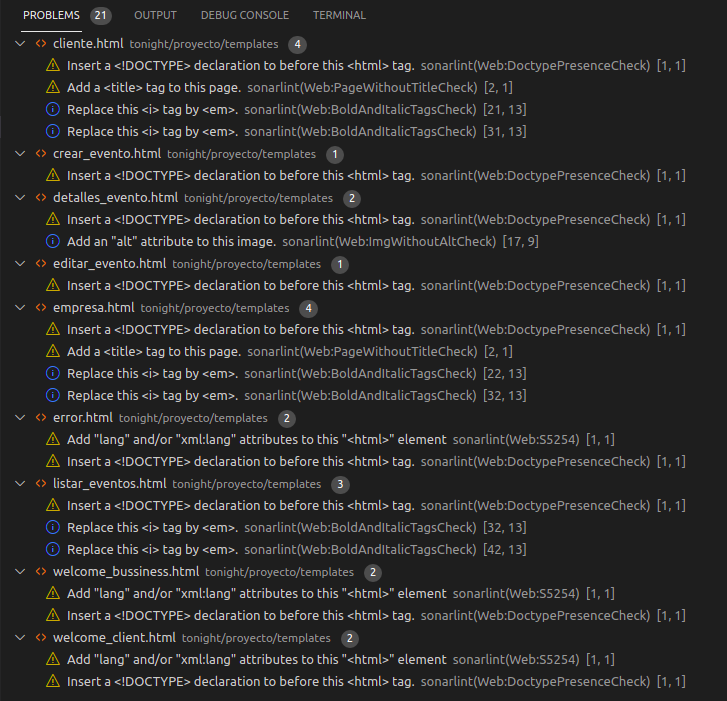 PROBLEMS 21 OUTPUT DEBUG CONSOLE TERMINAL
cliente.html tonight/proyecto/templates 4
Insert a <!DOCTYPE> declaration to before this <html> tag. sonarlint(Web:DoctypePresenceCheck) [1, 1]
Add a <title> tag to this page. sonarlint(Web:PageWithoutTitleCheck) [2, 1]
Replace this <i> tag by <em>. sonarlint(Web:BoldAndItalicTagsCheck) [21, 13]
Replace this <i> tag by <em>. sonarlint(Web:BoldAndItalicTagsCheck) [31, 13]
crear_evento.html tonight/proyecto/templates 1
Insert a <!DOCTYPE> declaration to before this <html> tag. sonarlint(Web:DoctypePresenceCheck) [1, 1]
detalles_evento.html tonight/proyecto/templates 2
Insert a <!DOCTYPE> declaration to before this <html> tag. sonarlint(Web:DoctypePresenceCheck) [1, 1]
Add an "alt" attribute to this image. sonarlint(Web:ImgWithoutAltCheck) [17, 9]
editar_evento.html tonight/proyecto/templates 1
Insert a <!DOCTYPE> declaration to before this <html> tag. sonarlint(Web:DoctypePresenceCheck) [1, 1]
empresa.html tonight/proyecto/templates 4
Insert a <!DOCTYPE> declaration to before this <html> tag. sonarlint(Web:DoctypePresenceCheck) [1, 1]
Add a <title> tag to this page. sonarlint(Web:PageWithoutTitleCheck) [2, 1]
Replace this <i> tag by <em>. sonarlint(Web:BoldAndItalicTagsCheck) [22, 13]
Replace this <i> tag by <em>. sonarlint(Web:BoldAndItalicTagsCheck) [32, 13]
error.html tonight/proyecto/templates 2
Add "lang" and/or "xml:lang" attributes to this "<html>" element sonarlint(Web:S5254) [1, 1]
Insert a <!DOCTYPE> declaration to before this <html> tag. sonarlint(Web:DoctypePresenceCheck) [1, 1]
listar_eventos.html tonight/proyecto/templates 3
Insert a <!DOCTYPE> declaration to before this <html> tag. sonarlint(Web:DoctypePresenceCheck) [1, 1]
Replace this <i> tag by <em>. sonarlint(Web:BoldAndItalicTagsCheck) [32, 13]
Replace this <i> tag by <em>. sonarlint(Web:BoldAndItalicTagsCheck) [42, 13]
welcome_bussiness.html tonight/proyecto/templates 2
Add "lang" and/or "xml:lang" attributes to this "<html>" element sonarlint(Web:S5254) [1, 1]
Insert a <!DOCTYPE> declaration to before this <html> tag. sonarlint(Web:DoctypePresenceCheck) [1, 1]
welcome_client.html tonight/proyecto/templates 2
Add "lang" and/or "xml:lang" attributes to this "<html>" element sonarlint(Web:S5254) [1, 1]
Insert a <!DOCTYPE> declaration to before this <html> tag. sonarlint(Web:DoctypePresenceCheck) [1, 1]